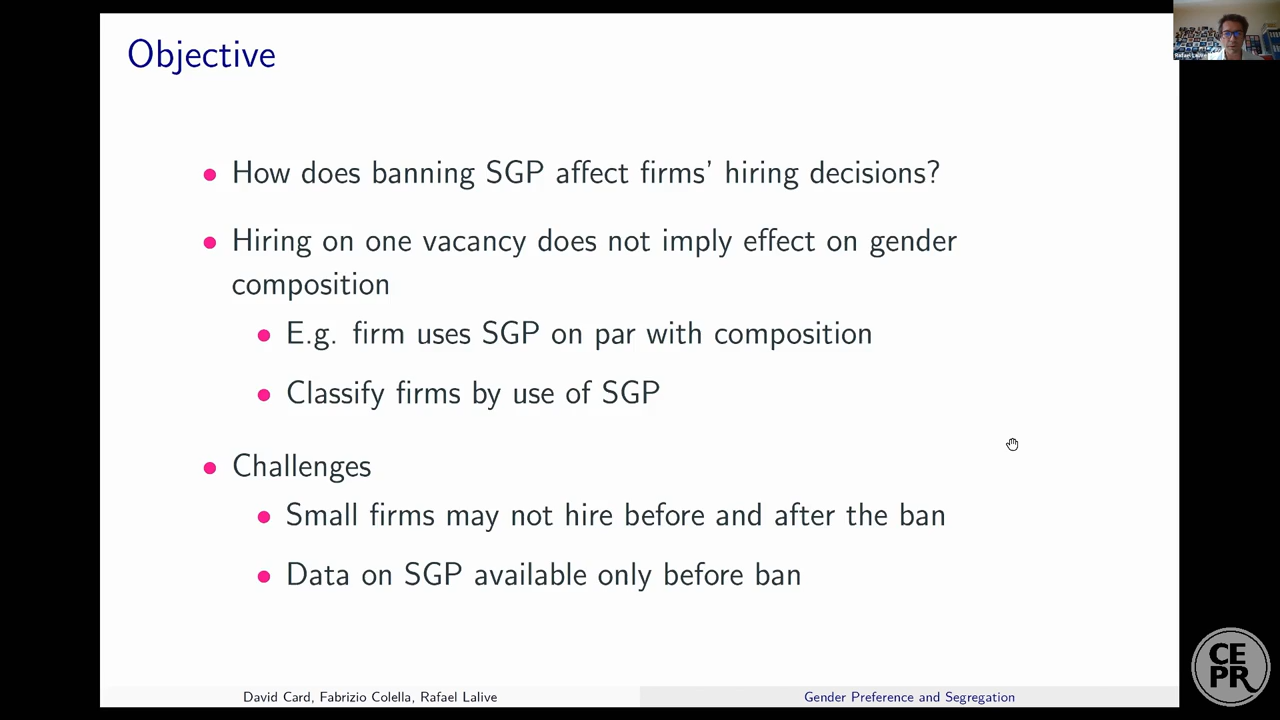 Objective
Rafael Lalive
• How does banning SGP affect firms' hiring decisions?
• Hiring on one vacancy does not imply effect on gender
composition
• E.g. firm uses SGP on par with composition
• Classify firms by use of SGP
• Challenges
• Small firms may not hire before and after the ban
• Data on SGP available only before ban
CE
PR
David Card, Fabrizio Colella, Rafael Lalive
Gender Preference and Segregation